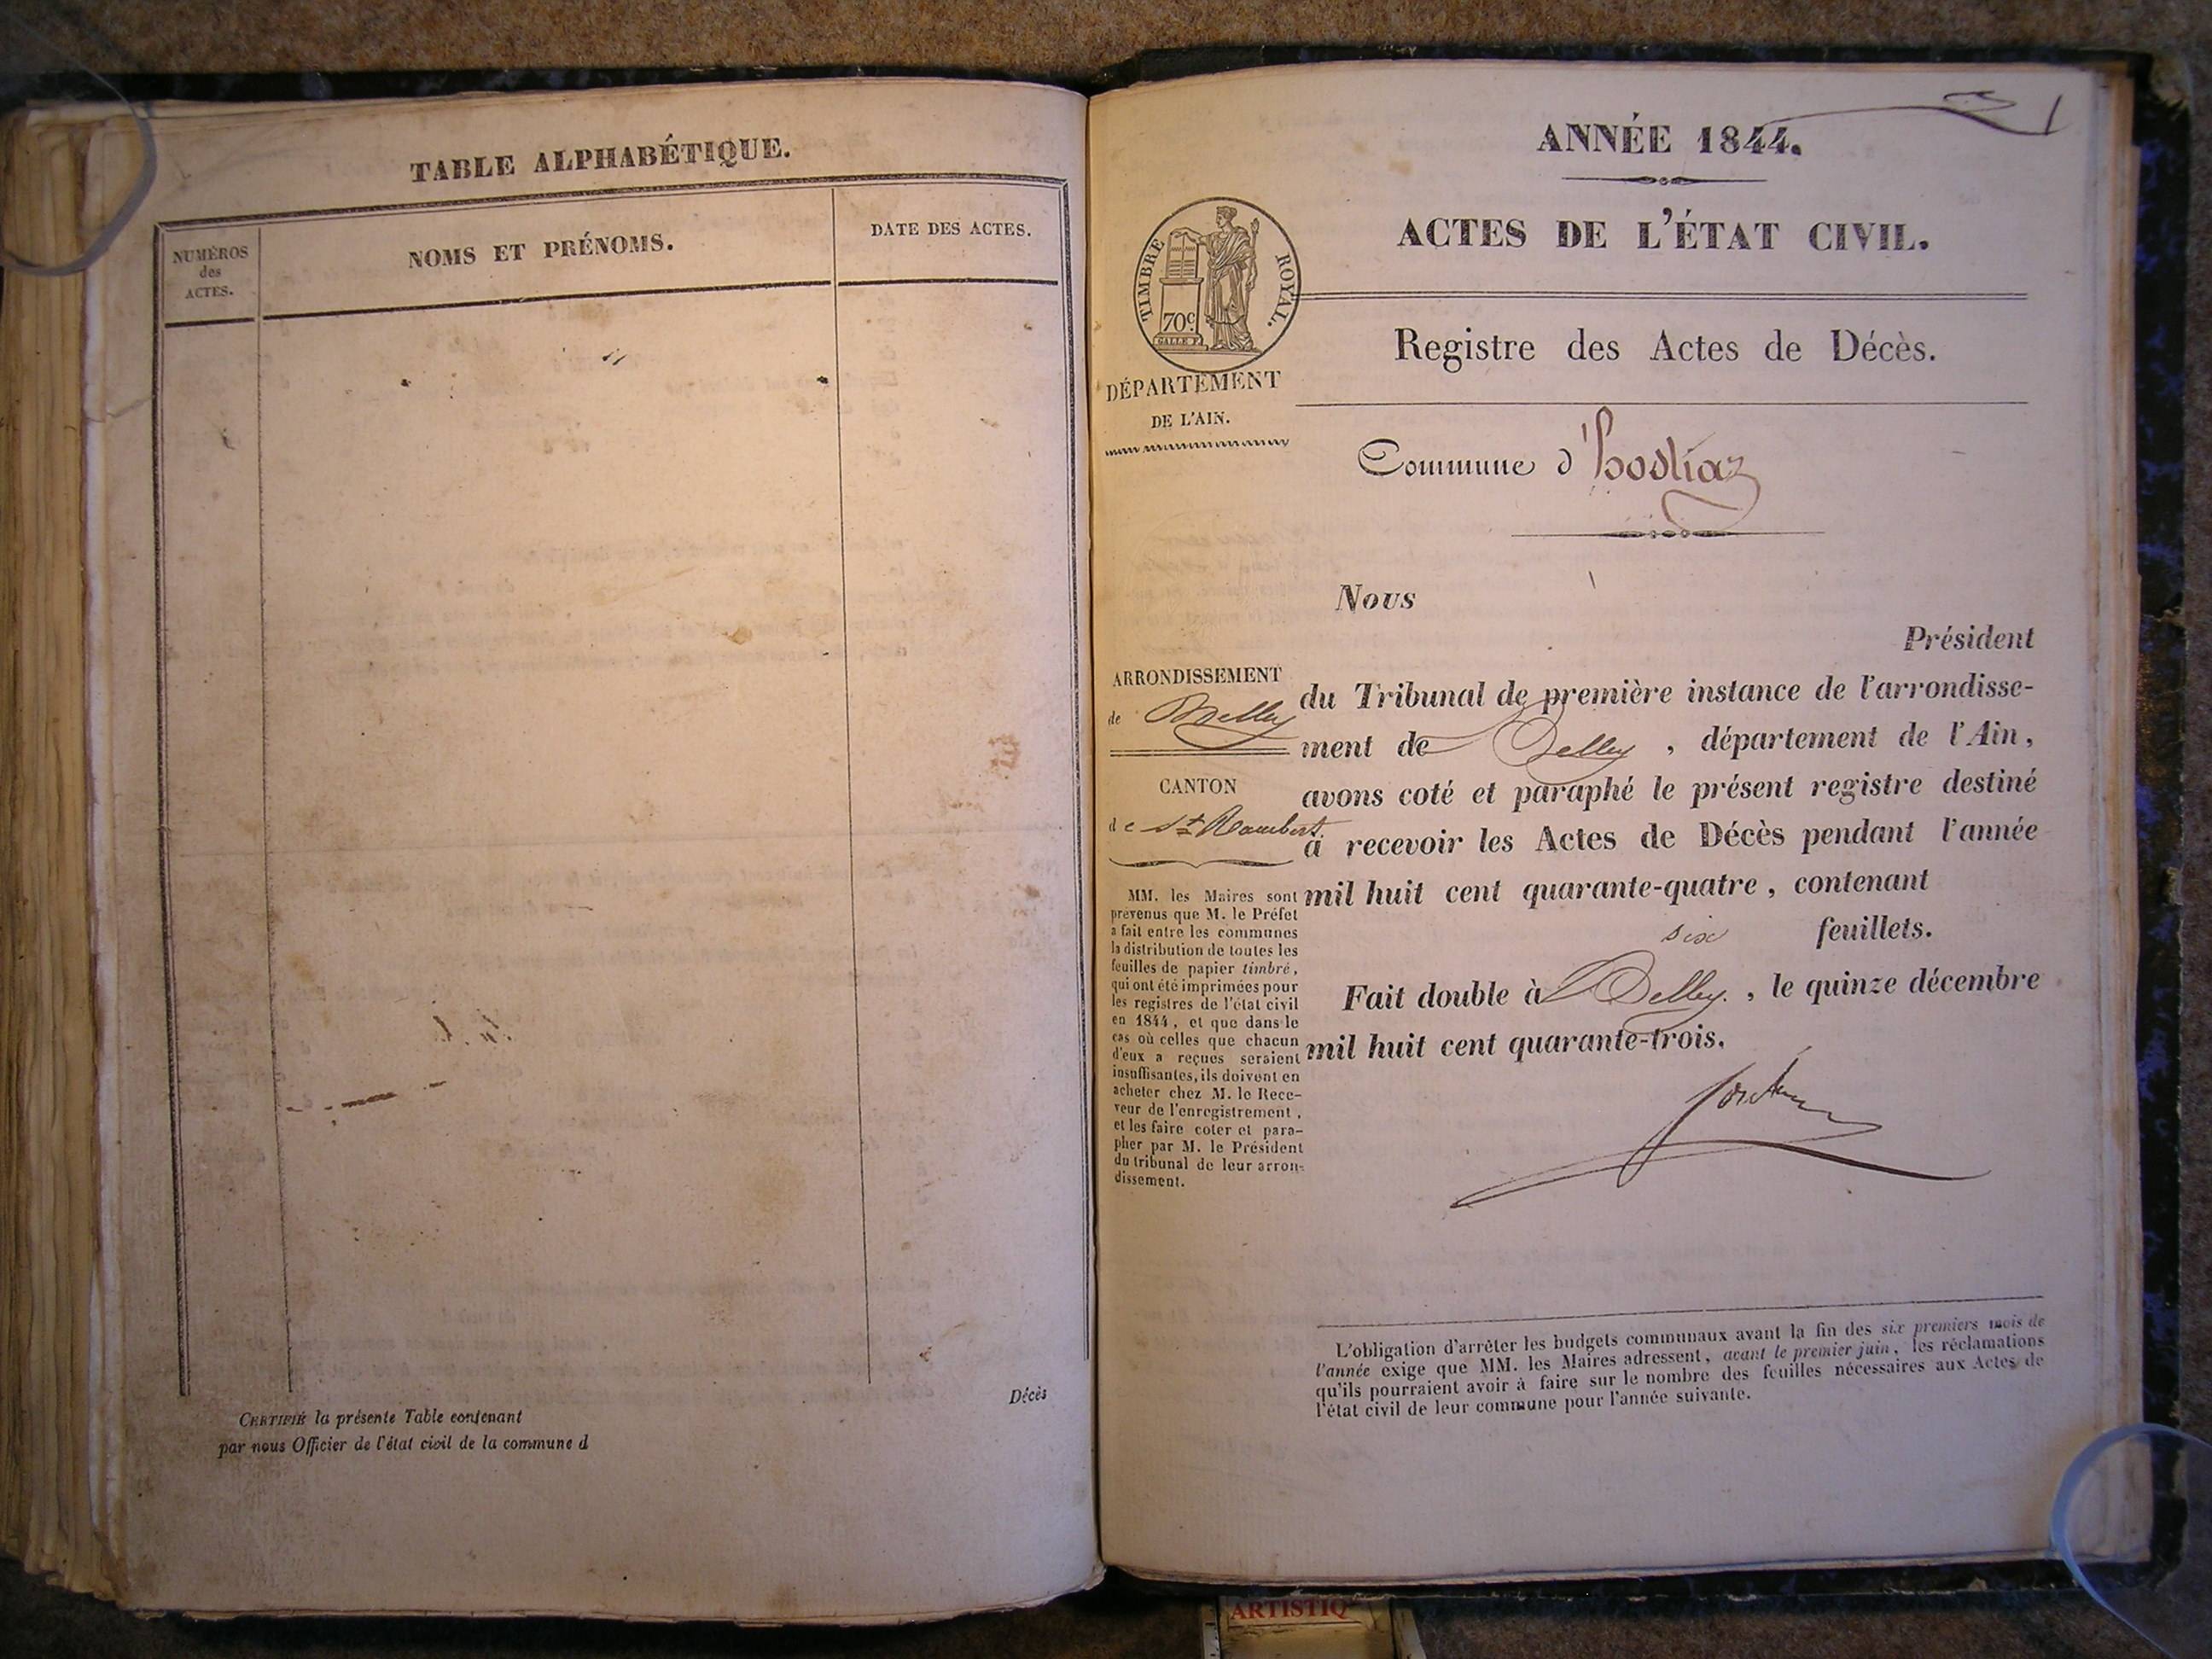 TABLE ALPHABÉTIQUE.
NUMÉROS
des
ACTES.
NOMS ET PRÉNOMS.
DATE DES ACTES.
Décès
CERTIFIÉ la présente Table contenant
par nous Officier de l'état civil de la commune d
1
ANNÉE 1844.
ACTES DE L'ÉTAT CIVIL.
TIMBRE ROYAL.
70c
Registre des Actes de Décès.
DÉPARTEMENT
DE L'AIN.
Commune d'hostiaz
Nous
Président
ARRONDISSEMENT
de Belley
du Tribunal de première instance de l'arrondisse-
ment de Belley, département de l'Ain,
CANTON
de St Rambert
avons coté et paraphé le présent registre destiné
à recevoir les Actes de Décès pendant l'année
mil huit cent quarante-quatre, contenant
six feuillets.
Fait double à Belley., le quinze décembre
mil huit cent quarante-trois.
MM. les Maires sont
prévenus que M. le Préfet
a fait entre les communes
la distribution de toutes les
feuilles de papier timbré,
qui ont été imprimées pour
les registres de l'état civil
en 1844, et que dans le
cas où celles que chacun
d'eux a reçues seraient
insuffisantes, ils doivent en
acheter chez M. le Rece-
veur de l'enregistrement,
et les faire coter et para-
pher par M. le Président
du tribunal de leur arron-
dissement.
L'obligation d'arrêter les budgets communaux avant la fin des six premiers mois de
l'année exige que MM. les Maires adressent, avant le premier juin, les réclamations
qu'ils pourraient avoir à faire sur le nombre des feuilles nécessaires aux Actes de
l'état civil de leur commune pour l'année suivante.
ARTISTIQ